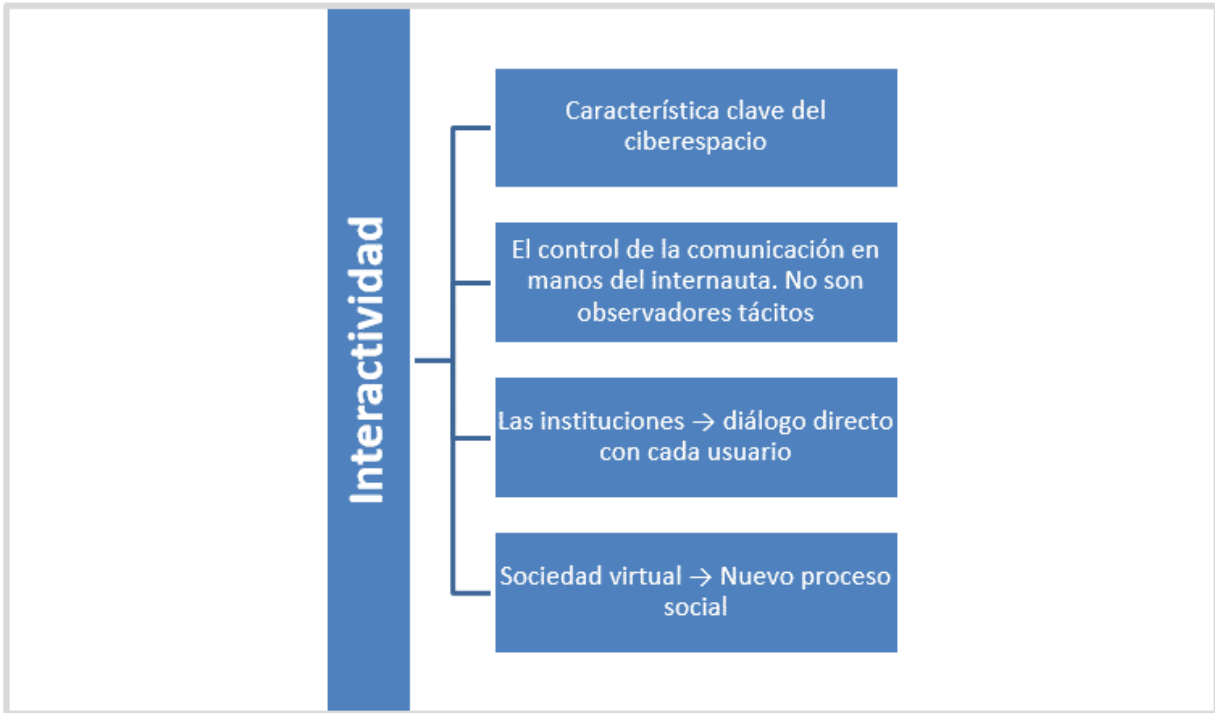 Interactividad
Característica clave del
ciberespacio
El control de la comunicación en
manos del internauta. No son
observadores tácitos
Las instituciones → diálogo directo
con cada usuario
Sociedad virtual → Nuevo proceso
social